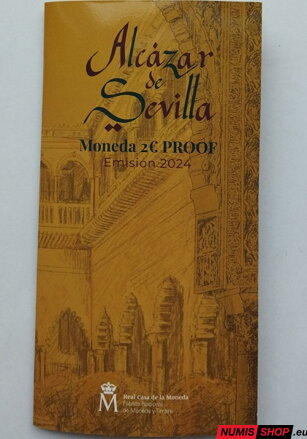 Alcázar
de
Sevilla
Moneda 2€ PROOF
Emisión 2024
M
Real Casa de la Moneda
Fábrica Nacional
de Moneda y Timbre
NUMIS SHOP.eu